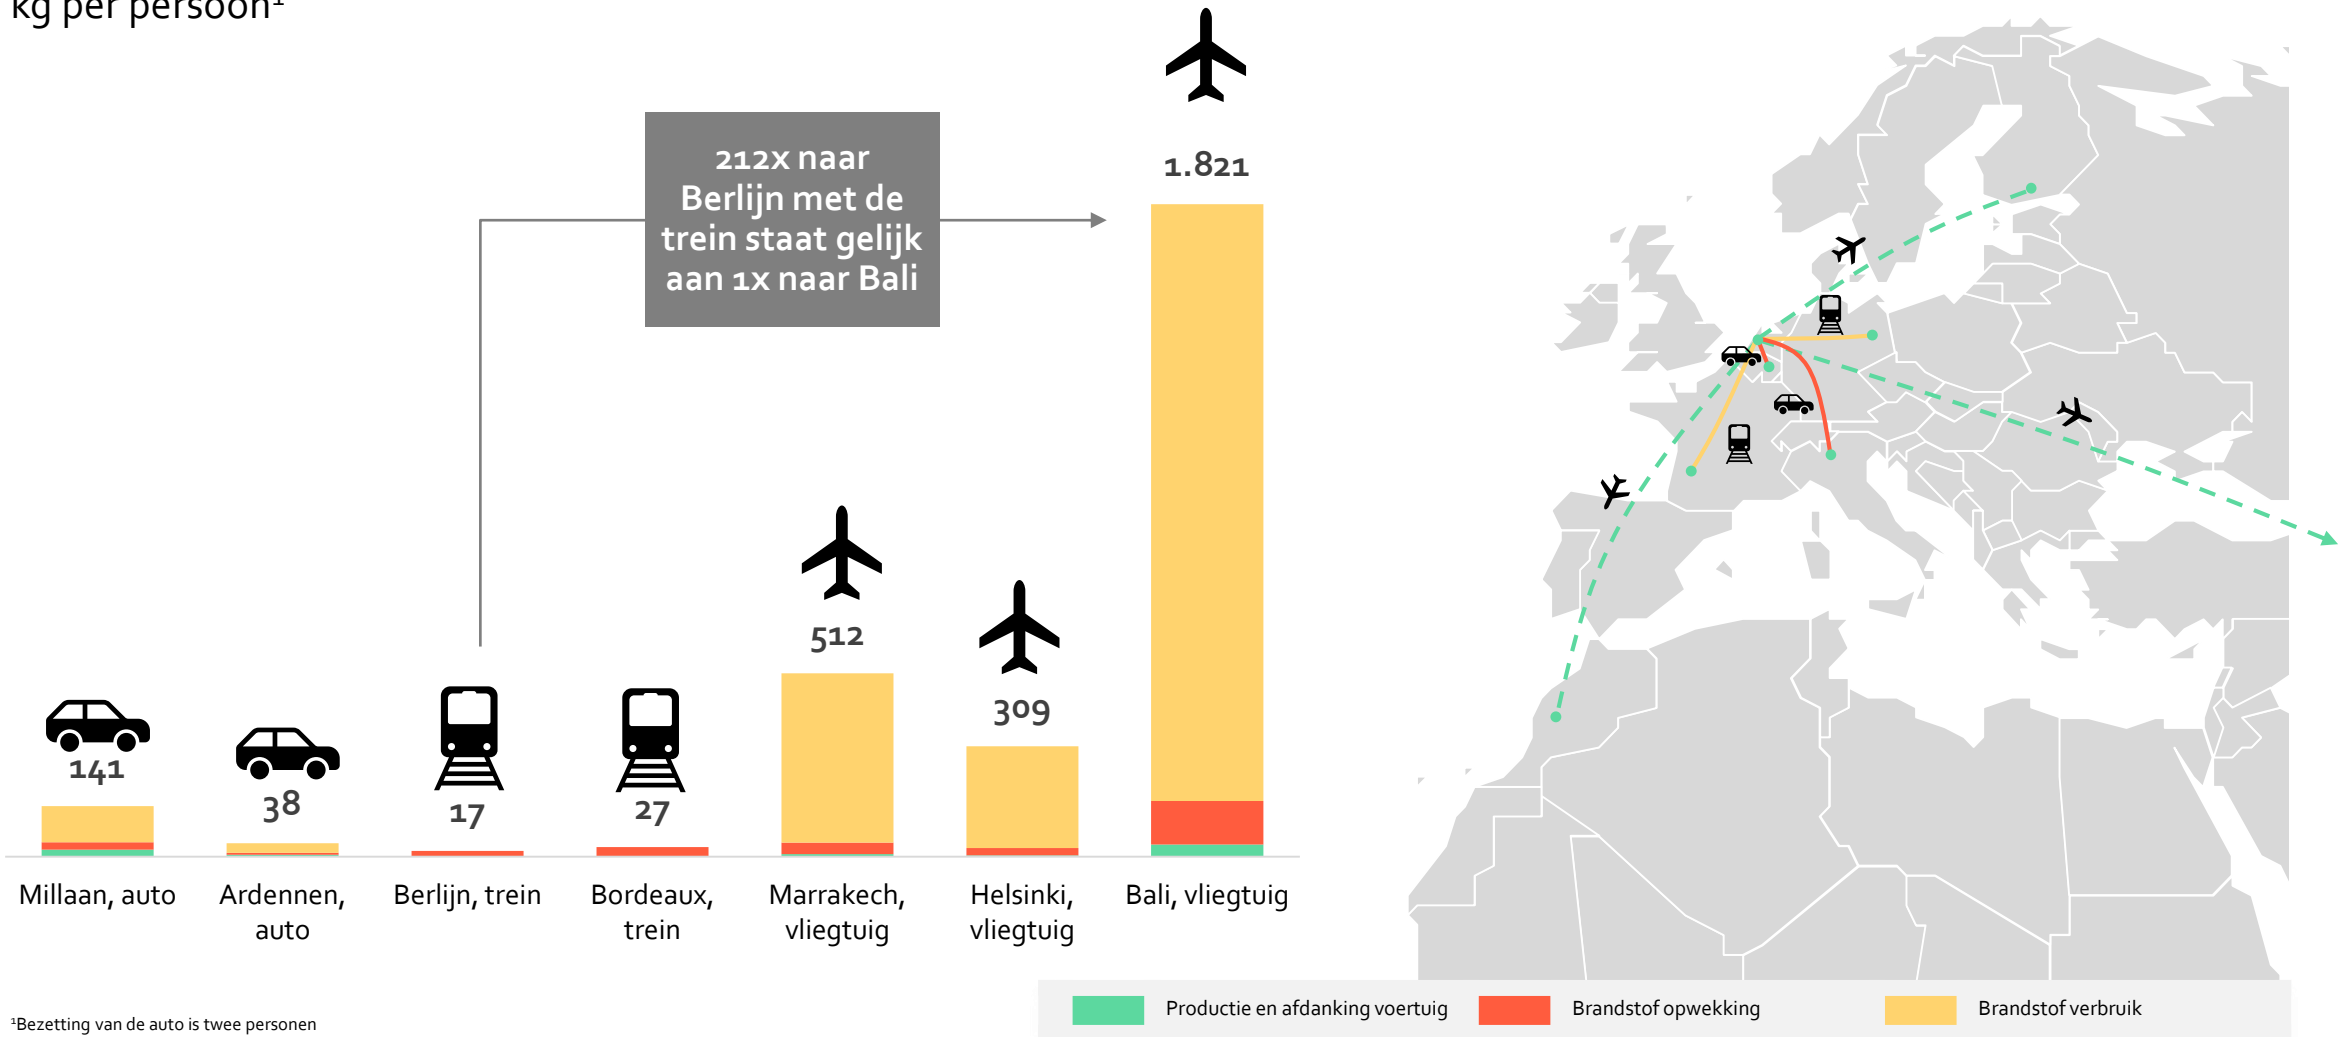 kg per persoon¹
212x naar
Berlijn met de
trein staat gelijk
aan 1x naar Bali
1.821
512
309
141
38
17
27
Millaan, auto
Ardennen,
auto
Berlijn, trein
Bordeaux,
trein
Marrakech,
vliegtuig
Helsinki,
vliegtuig
Bali, vliegtuig
Productie en afdanking voertuig
Brandstof opwekking
Brandstof verbruik
¹Bezetting van de auto is twee personen